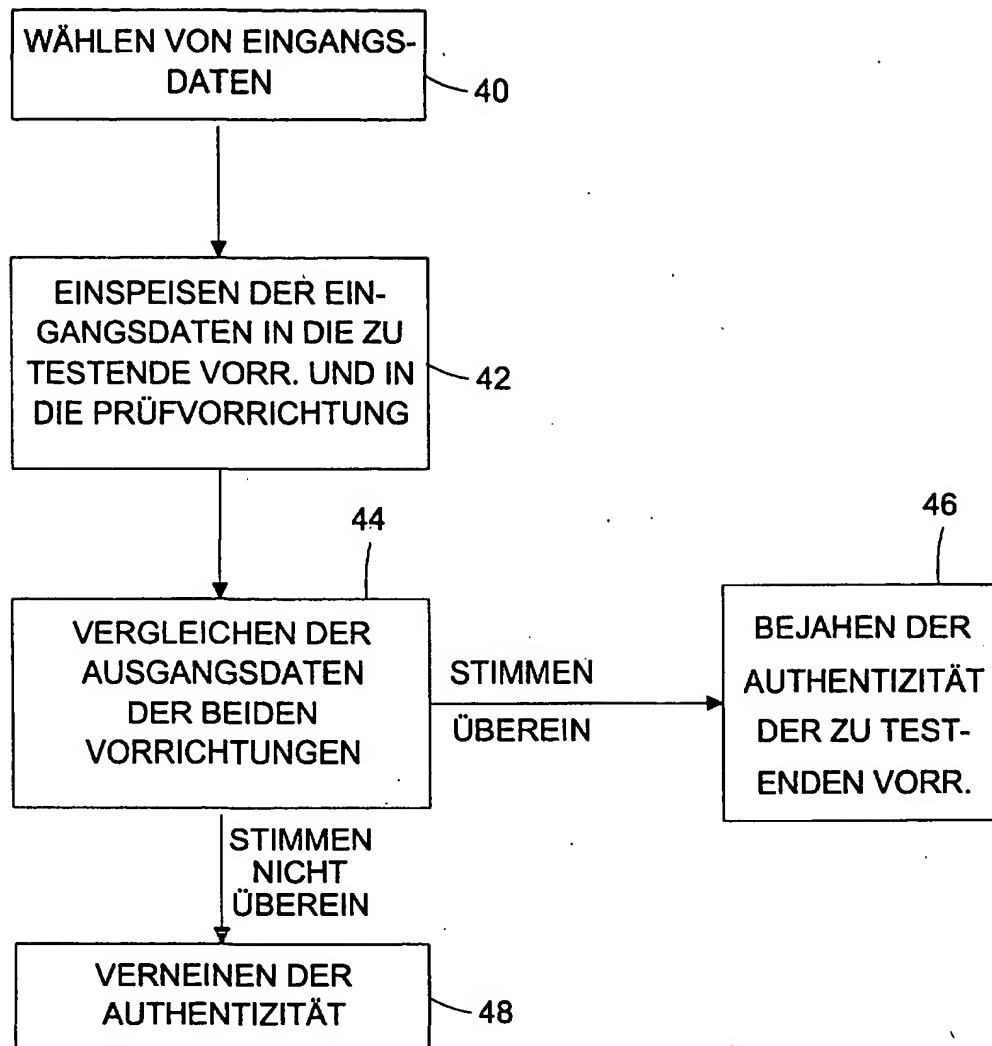 WÄHLEN VON EINGANGS-
DATEN
40
EINSPEISEN DER EIN-
GANGSDATEN IN DIE ZU
TESTENDE VORR. UND IN
DIE PRÜFVORRICHTUNG
42
44
VERGLEICHEN DER
AUSGANGSDATEN
DER BEIDEN
VORRICHTUNGEN
STIMMEN
ÜBEREIN
46
BEJAHEN DER
AUTHENTIZITÄT
DER ZU TEST-
ENDEN VORR.
STIMMEN
NICHT
ÜBEREIN
VERNEINEN DER
AUTHENTIZITÄT
48